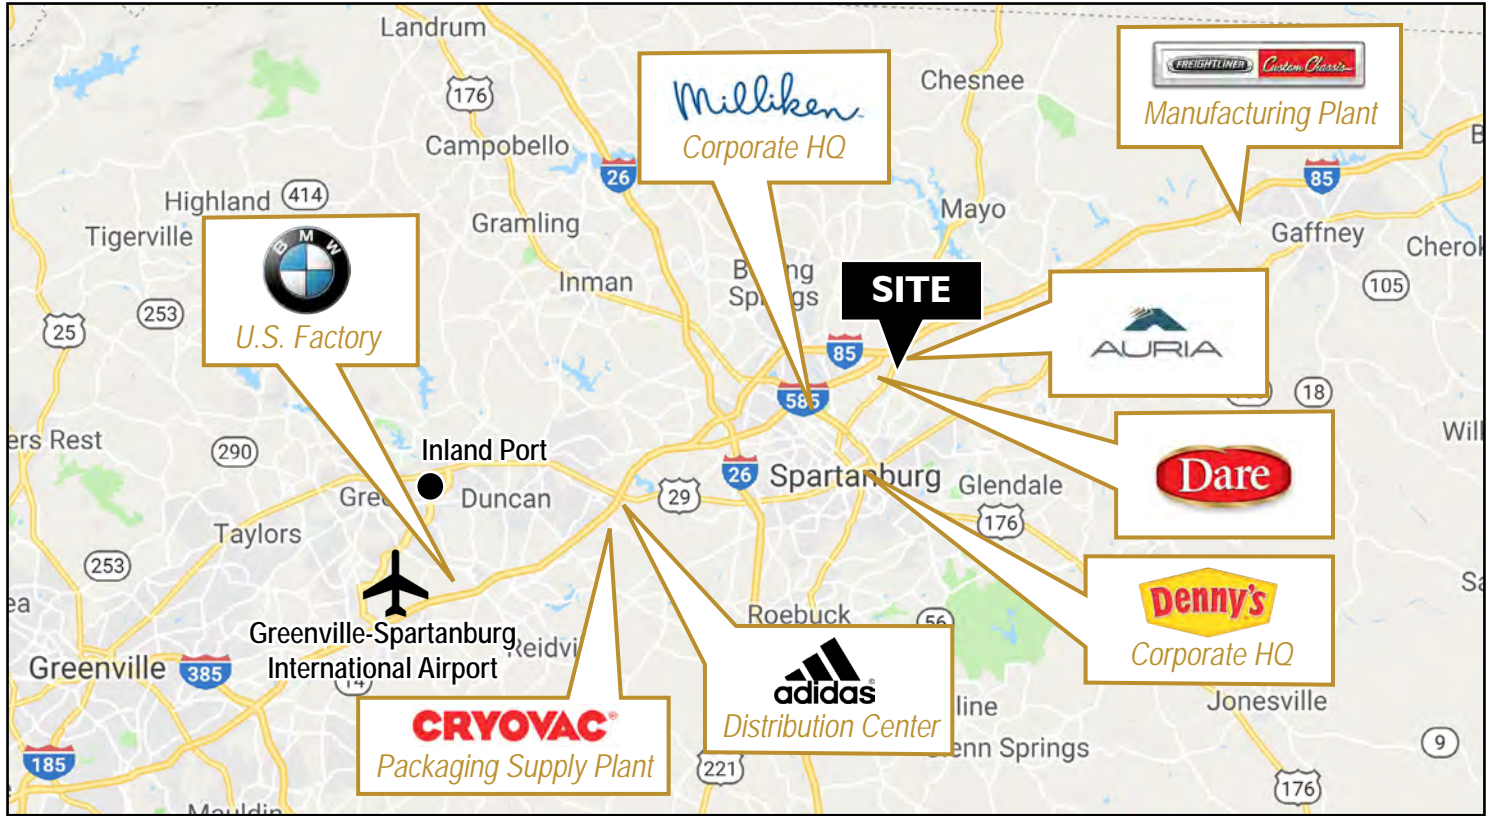 Landrum
176
Campobello
Highland
414
Tigerville
Gramling
Inman
26
Milliken
Corporate HQ
Chesnee
FREIGHTLINER Custom Chassis
Manufacturing Plant
85
Mayo
Gaffney
105
BMW
U.S. Factory
253
25
SITE
85
585
AURIA
18
290
Inland Port
Duncan
Taylors
253
29
26
Spartanburg
Glendale
176
Dare
Denny's
Corporate HQ
Roebuck
56
Greenville-Spartanburg
International Airport
Greenville
385
14
185
CRYOVAC®
Packaging Supply Plant
adidas®
Distribution Center
221
Jonesville
9
176
Mauldin